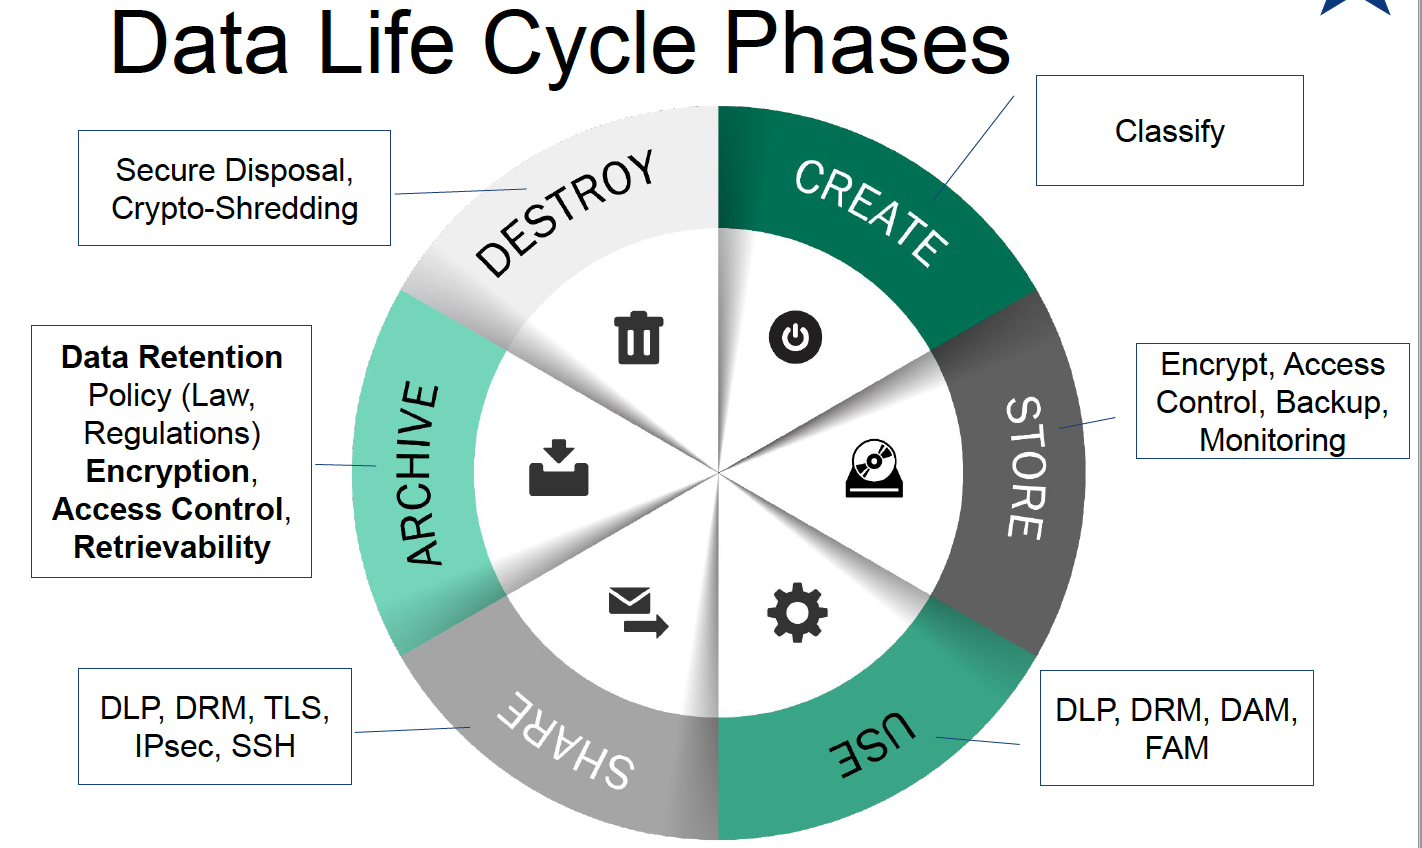 Data Life Cycle Phases
Classify
Secure Disposal,
Crypto-Shredding
DESTROY
CREATE
Data Retention
Policy (Law,
Regulations)
Encryption,
Access Control,
Retrievability
ARCHIVE
STORE
Encrypt, Access
Control, Backup,
Monitoring
SHARE
USE
DLP, DRM, TLS,
IPsec, SSH
DLP, DRM, DAM,
FAM